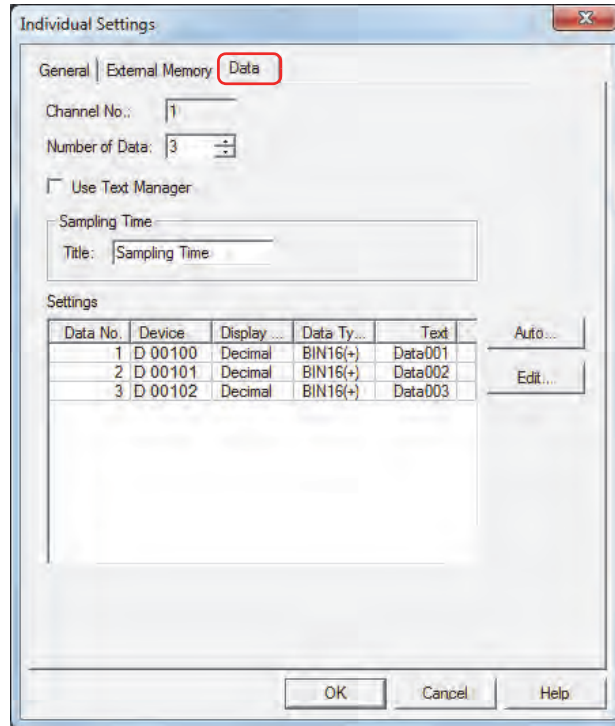 Individual Settings
General External Memory Data
Channel No.: 1
Number of Data: 3
Use Text Manager
Sampling Time
Title: Sampling Time
Settings
Data No. Device Display ... Data Ty... Text
1 D 00100 Decimal BIN16(+) Data001
2 D 00101 Decimal BIN16(+) Data002
3 D 00102 Decimal BIN16(+) Data003
Auto...
Edit...
OK Cancel Help